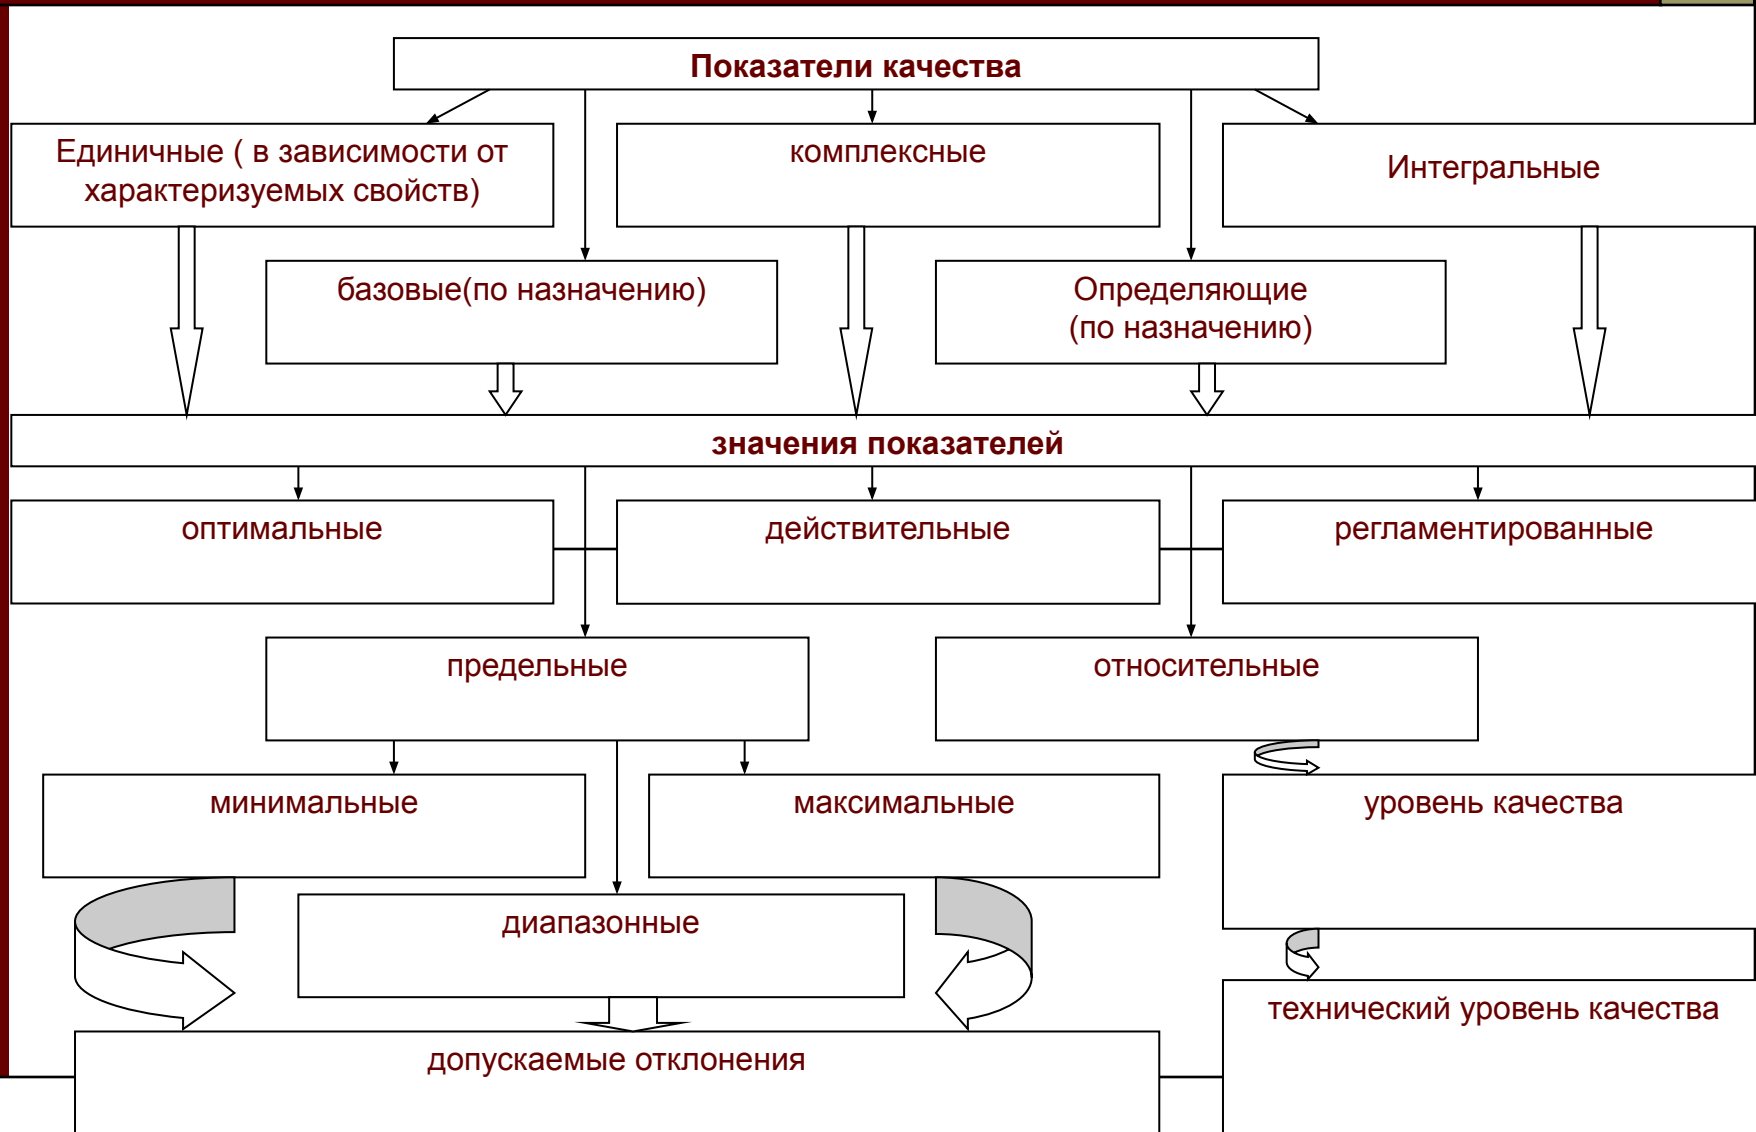 Показатели качества
Единичные ( в зависимости от
характеризуемых свойств)
комплексные
Интегральные
базовые(по назначению)
Определяющие
(по назначению)
значения показателей
оптимальные
действительные
регламентированные
предельные
относительные
минимальные
максимальные
уровень качества
диапазонные
технический уровень качества
допускаемые отклонения